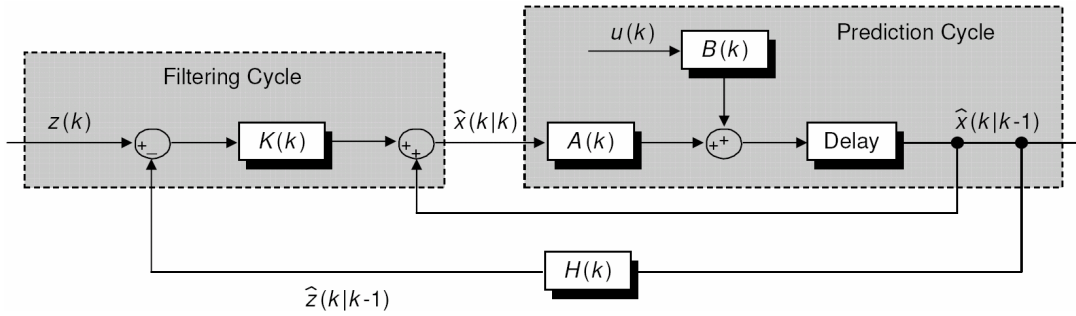 Prediction Cycle
u(k)
B(k)
Filtering Cycle
z(k)
+
−
K(k)
+
+
x̂(k|k)
A(k)
+
+
Delay
x̂(k|k-1)
H(k)
ẑ(k|k-1)